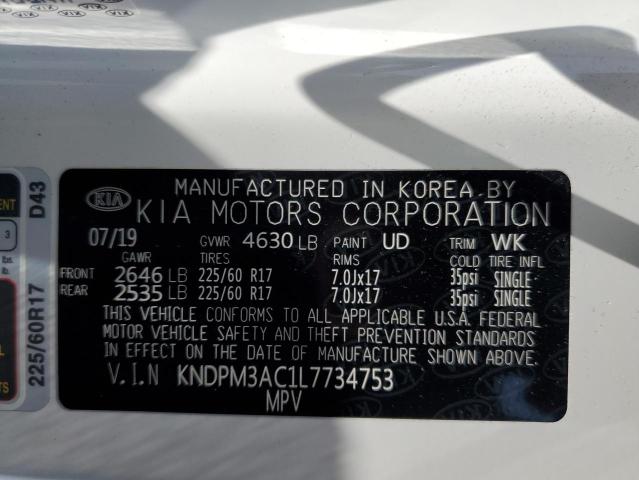 KIA
MANUFACTURED IN KOREA BY
KIA MOTORS CORPORATION
07/19 GVWR 4630 LB PAINT UD TRIM WK
GAWR TIRES RIMS COLD TIRE INFL
FRONT 2646 LB 225/60 R17 7.0Jx17 35psi SINGLE
REAR 2535 LB 225/60 R17 7.0Jx17 35psi SINGLE
THIS VEHICLE CONFORMS TO ALL APPLICABLE U.S.A. FEDERAL
MOTOR VEHICLE SAFETY AND THEFT PREVENTION STANDARDS
IN EFFECT ON THE DATE OF MANUFACTURE SHOWN ABOVE.
V.I.N KNDPM3AC1L7734753
MPV
225/60R17 D43
3